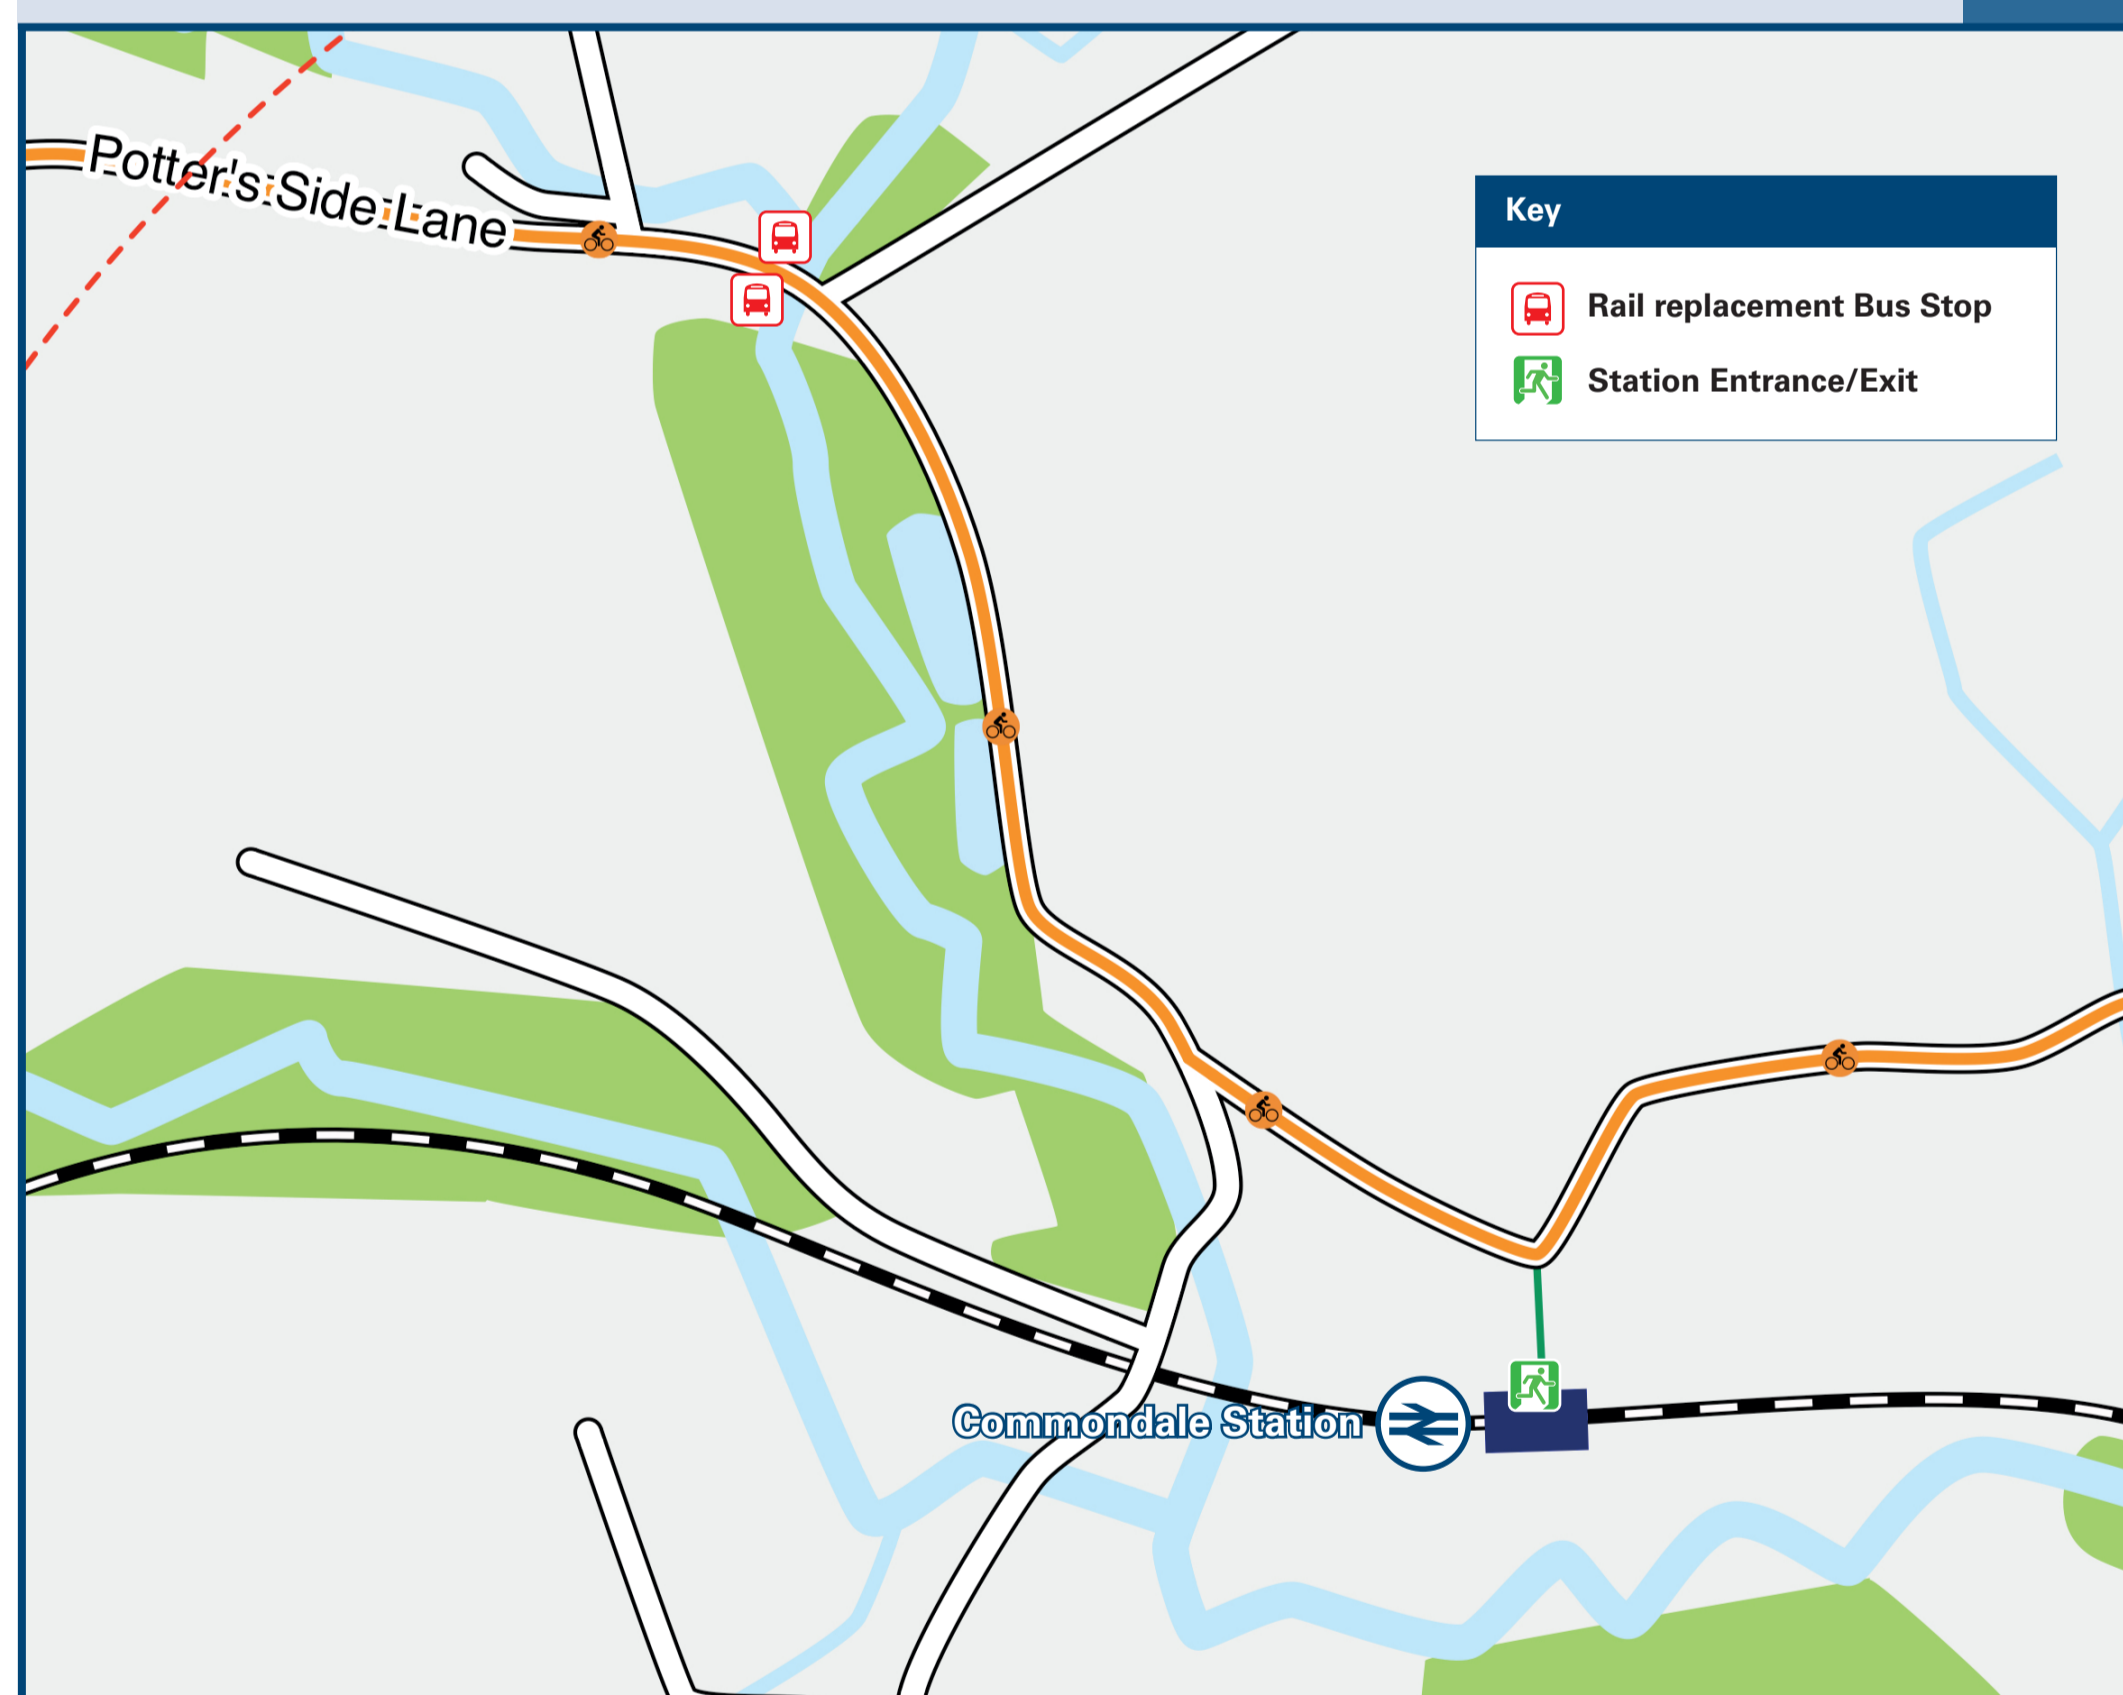 Potter's Side Lane
Key
Rail replacement Bus Stop
Station Entrance/Exit
Commondale Station